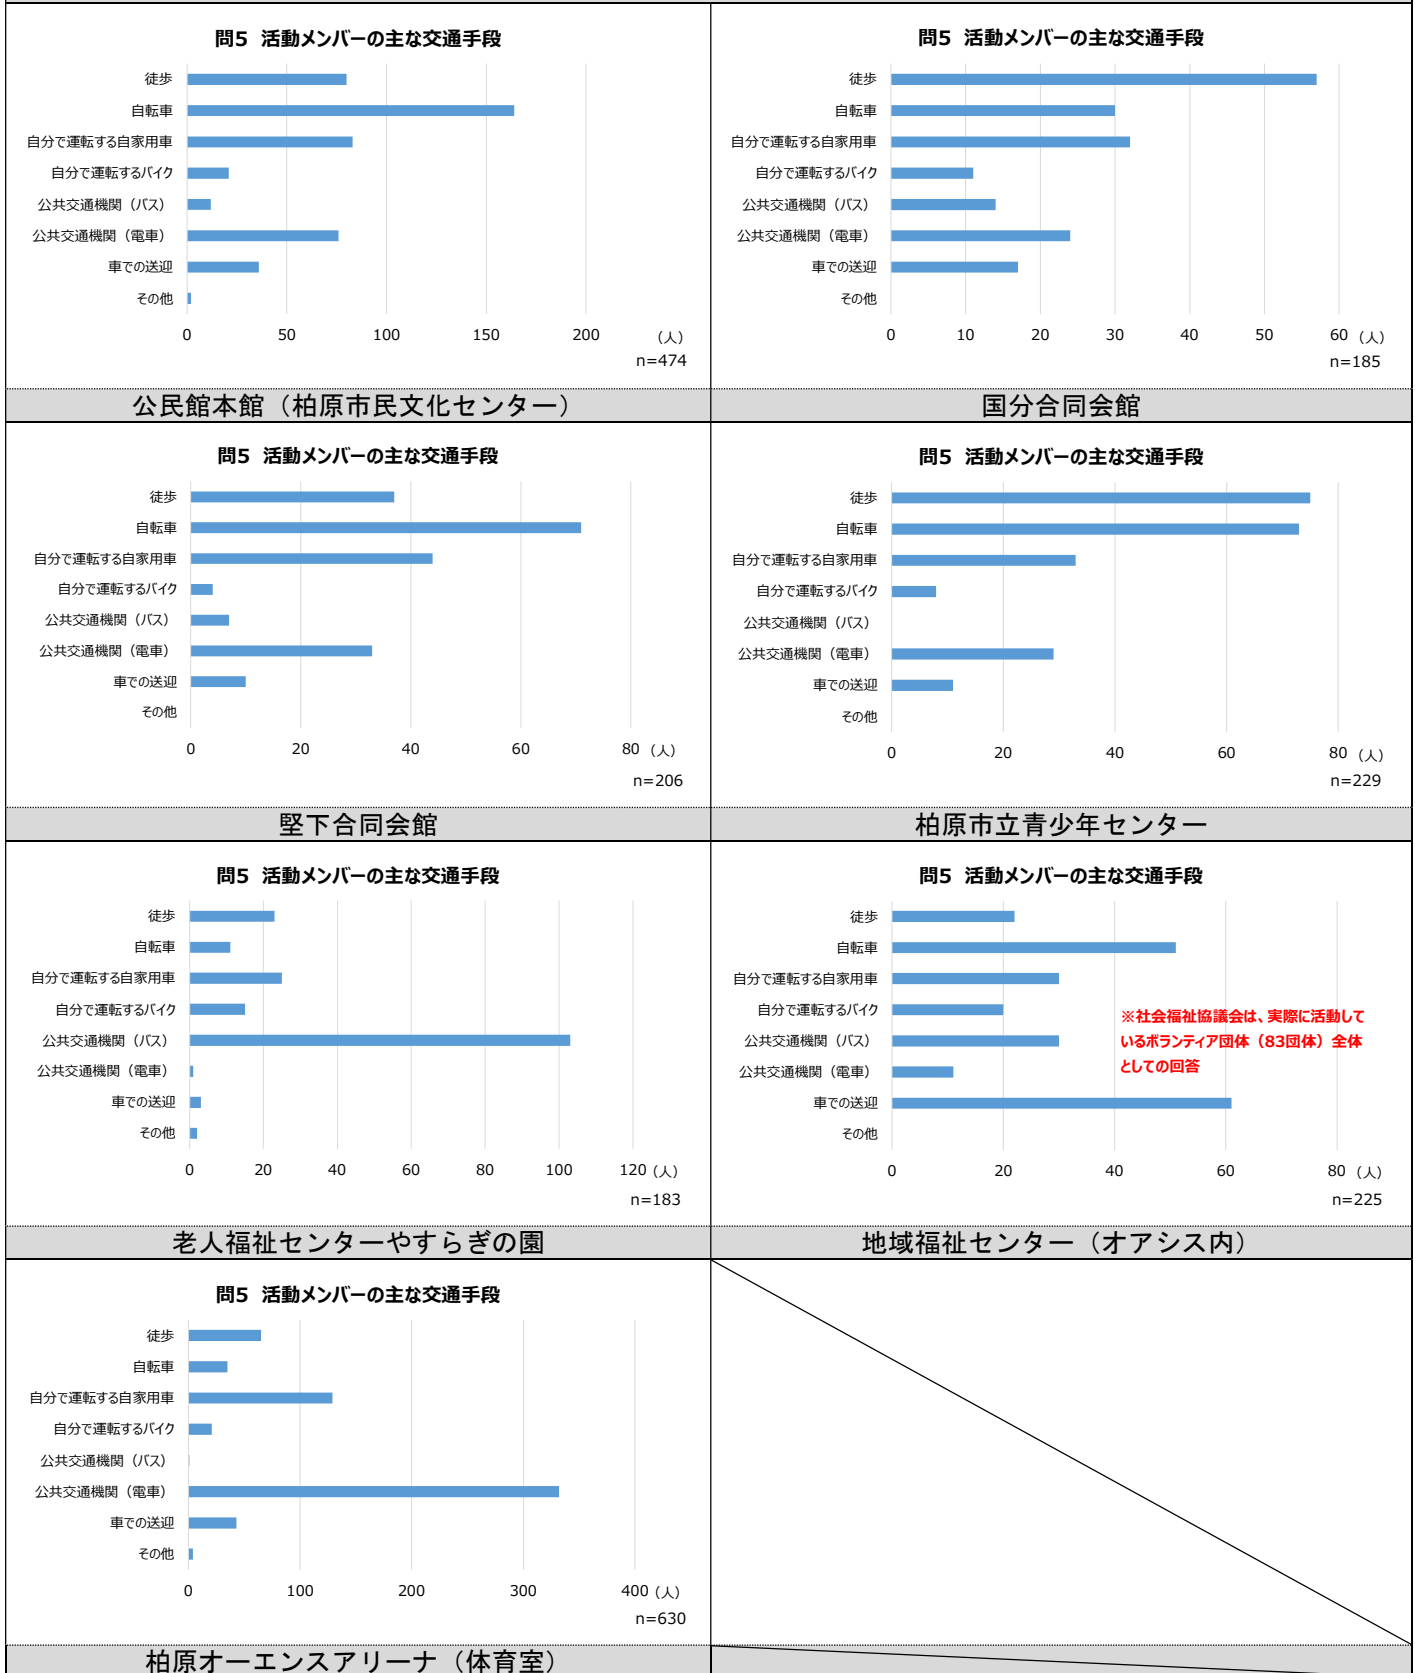 問5 活動メンバーの主な交通手段
徒歩
自転車
自分で運転する自家用車
自分で運転するバイク
公共交通機関（バス）
公共交通機関（電車）
車での送迎
その他
0 50 100 150 200 （人）
n=474
公民館本館（柏原市民文化センター）
問5 活動メンバーの主な交通手段
徒歩
自転車
自分で運転する自家用車
自分で運転するバイク
公共交通機関（バス）
公共交通機関（電車）
車での送迎
その他
0 10 20 30 40 50 60 （人）
n=185
国分合同会館
問5 活動メンバーの主な交通手段
徒歩
自転車
自分で運転する自家用車
自分で運転するバイク
公共交通機関（バス）
公共交通機関（電車）
車での送迎
その他
0 20 40 60 80 （人）
n=206
堅下合同会館
問5 活動メンバーの主な交通手段
徒歩
自転車
自分で運転する自家用車
自分で運転するバイク
公共交通機関（バス）
公共交通機関（電車）
車での送迎
その他
0 20 40 60 80 （人）
n=229
柏原市立青少年センター
問5 活動メンバーの主な交通手段
徒歩
自転車
自分で運転する自家用車
自分で運転するバイク
公共交通機関（バス）
公共交通機関（電車）
車での送迎
その他
0 20 40 60 80 100 120 （人）
n=183
老人福祉センターやすらぎの園
問5 活動メンバーの主な交通手段
徒歩
自転車
自分で運転する自家用車
自分で運転するバイク
公共交通機関（バス）
公共交通機関（電車）
車での送迎
その他
※社会福祉協議会は、実際に活動して
いるボランティア団体（83団体）全体
としての回答
0 20 40 60 80 （人）
n=225
地域福祉センター（オアシス内）
問5 活動メンバーの主な交通手段
徒歩
自転車
自分で運転する自家用車
自分で運転するバイク
公共交通機関（バス）
公共交通機関（電車）
車での送迎
その他
0 100 200 300 400 （人）
n=630
柏原オーエンスアリーナ（体育室）